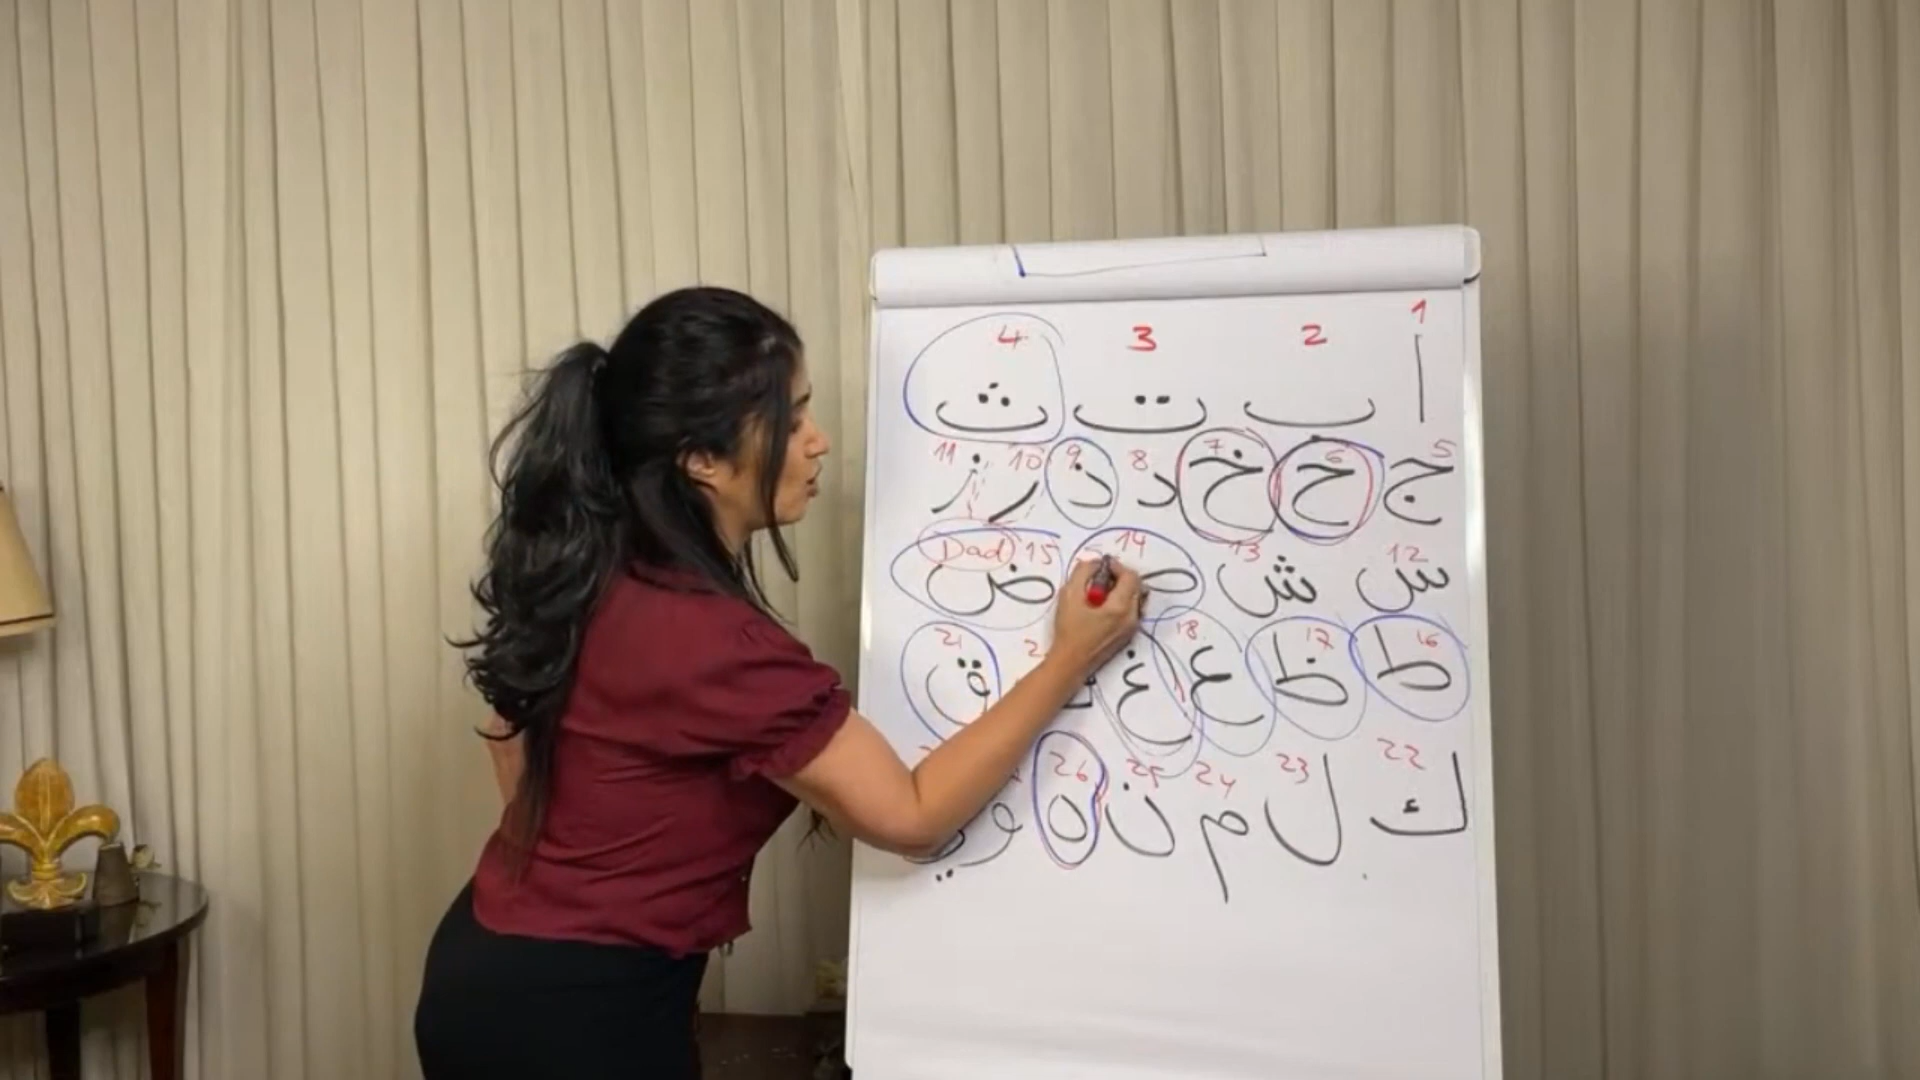 1 2 3 4
ا ٮ ت ث
5 6 7 8 9 10 11
ج خ خ د ذ ر ز
12 13 14 15 Dad
س ش ص ض
16 17 18 21
ط ظ ع غ ق
22 23 24 25 26
ك ل م ن ه و ي